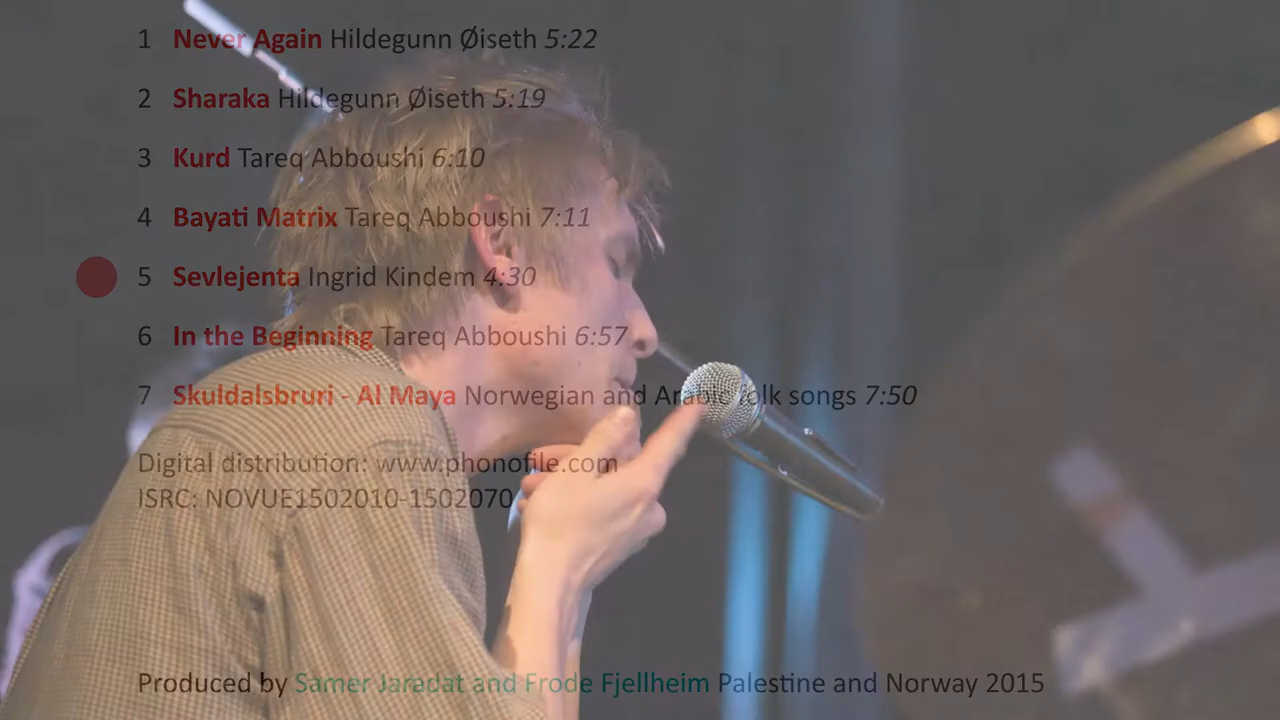 1 Never Again Hildegunn Øiseth 5:22
2 Sharaka Hildegunn Øiseth 5:19
3 Kurd Tareq Abboushi 6:10
4 Bayati Matrix Tareq Abboushi 7:11
5 Sevlejenta Ingrid Kindem 4:30
6 In the Beginning Tareq Abboushi 6:57
7 Skuldalsbruri - Al Maya Norwegian and Arabic folk songs 7:50
Digital distribution: www.phonofile.com
ISRC: NOVUE1502010-1502070
Produced by Samer Jaradat and Frode Fjellheim Palestine and Norway 2015